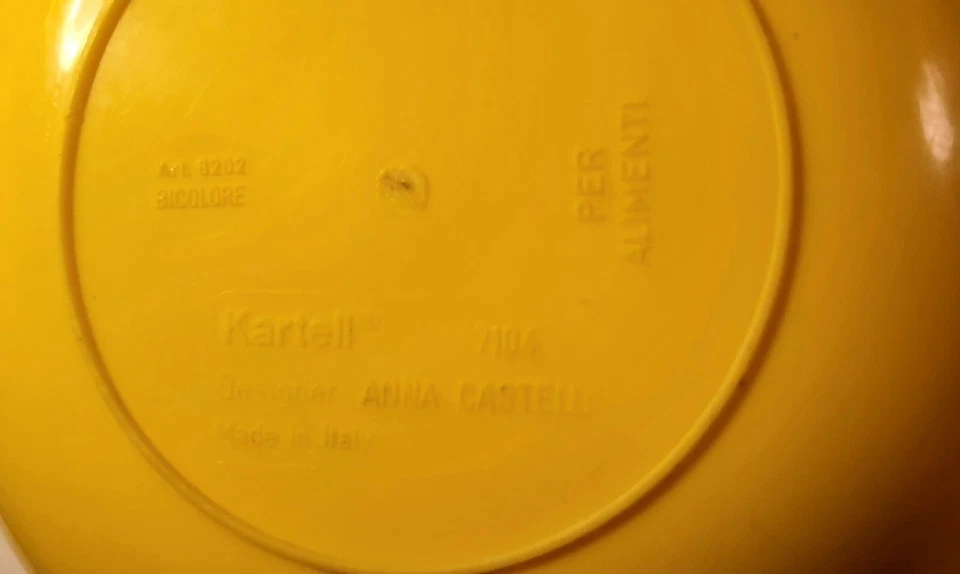 Art. 8202
BICOLORE
PER
ALIMENTI
Kartell®
7104
Designer ANNA CASTELLI
Made in Italy